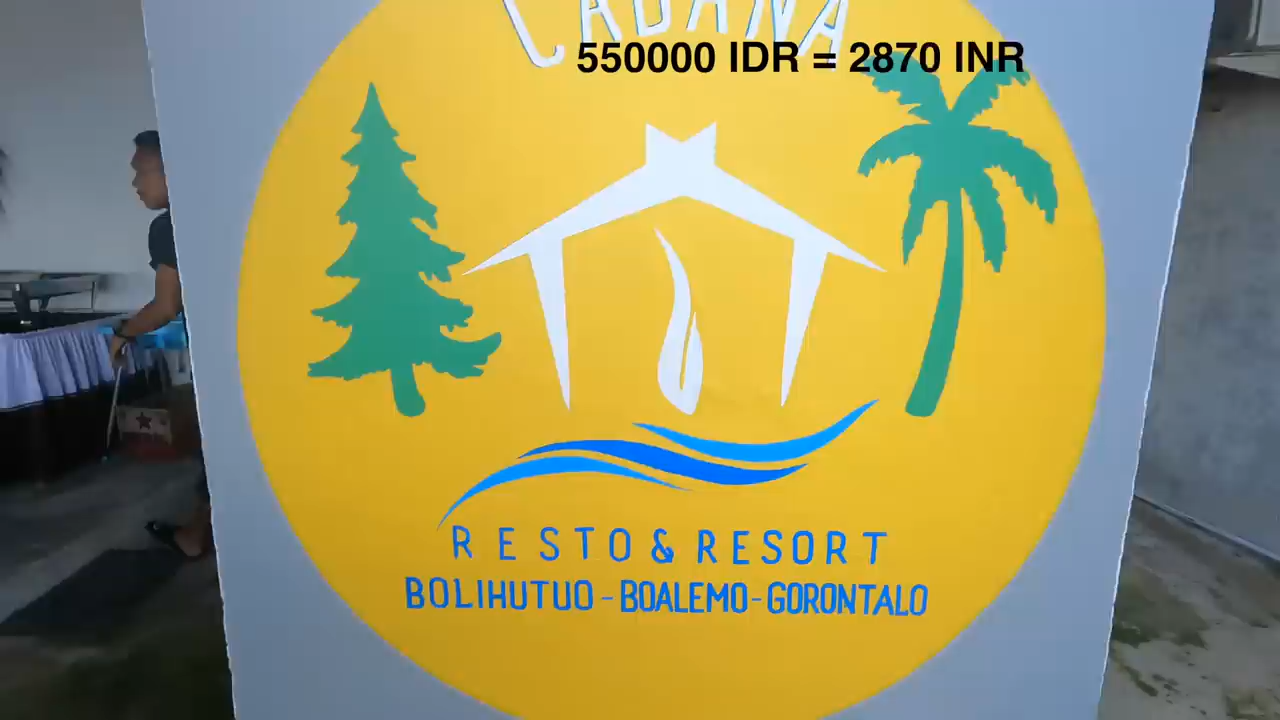 CABANA
550000 IDR = 2870 INR
RESTO & RESORT
BOLIHUTUO - BOALEMO - GORONTALO